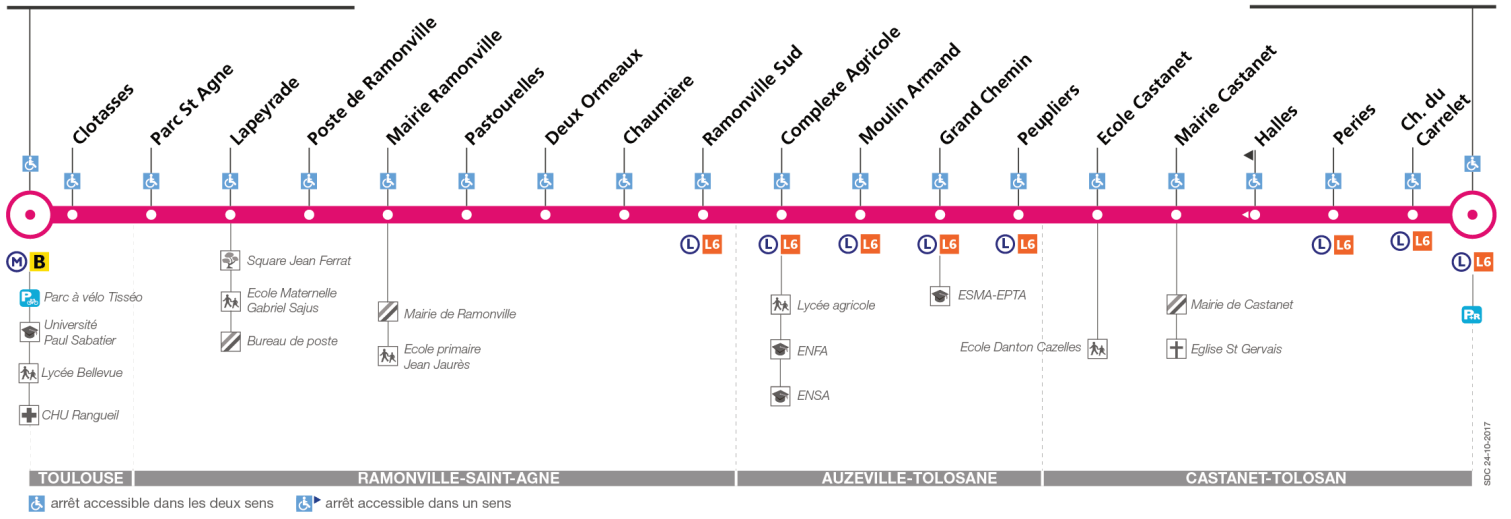 Clotasses
Parc St Agne
Lapeyrade
Poste de Ramonville
Mairie Ramonville
Pastourelles
Deux Ormeaux
Chaumière
Ramonville Sud
Complexe Agricole
Moulin Armand
Grand Chemin
Peupliers
Ecole Castanet
Mairie Castanet
Halles
Peries
Ch. du
Carrelet
M B
L L6
L L6
L L6
L L6
L L6
L L6
L L6
L L6
P Parc à vélo Tisséo
Université
Paul Sabatier
Lycée Bellevue
CHU Rangueil
Square Jean Ferrat
Ecole Maternelle
Gabriel Sajus
Bureau de poste
Mairie de Ramonville
Ecole primaire
Jean Jaurès
Lycée agricole
ENFA
ENSA
ESMA-EPTA
Ecole Danton Cazelles
Mairie de Castanet
Eglise St Gervais
P+R
TOULOUSE
RAMONVILLE-SAINT-AGNE
AUZEVILLE-TOLOSANE
CASTANET-TOLOSAN
arrêt accessible dans les deux sens
arrêt accessible dans un sens
SDC 24-10-2017